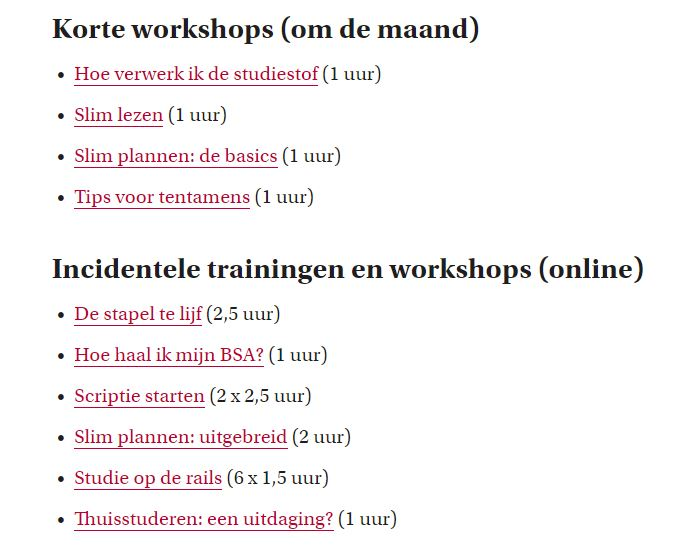 Korte workshops (om de maand)
• Hoe verwerk ik de studiestof (1 uur)
• Slim lezen (1 uur)
• Slim plannen: de basics (1 uur)
• Tips voor tentamens (1 uur)
Incidentele trainingen en workshops (online)
• De stapel te lijf (2,5 uur)
• Hoe haal ik mijn BSA? (1 uur)
• Scriptie starten (2 x 2,5 uur)
• Slim plannen: uitgebreid (2 uur)
• Studie op de rails (6 x 1,5 uur)
• Thuisstuderen: een uitdaging? (1 uur)